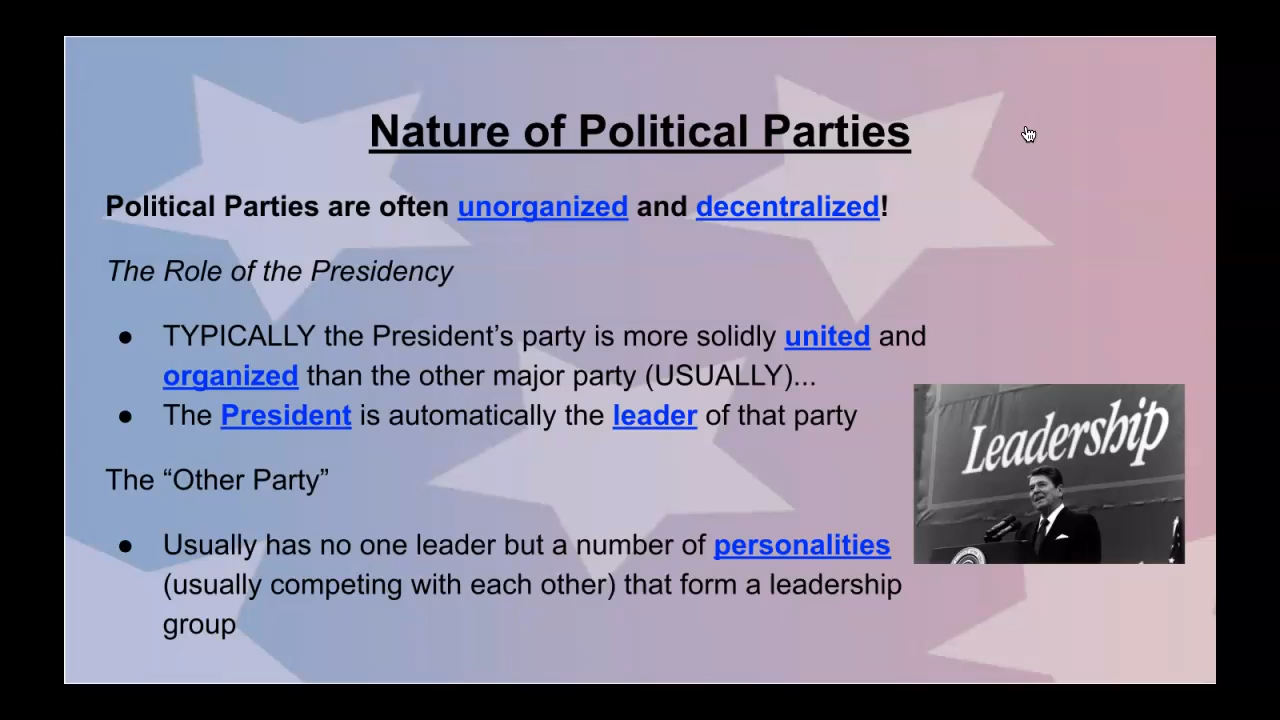 Nature of Political Parties
Political Parties are often unorganized and decentralized!
The Role of the Presidency
● TYPICALLY the President’s party is more solidly united and
organized than the other major party (USUALLY)...
● The President is automatically the leader of that party
The “Other Party”
● Usually has no one leader but a number of personalities
(usually competing with each other) that form a leadership
group
Leadership